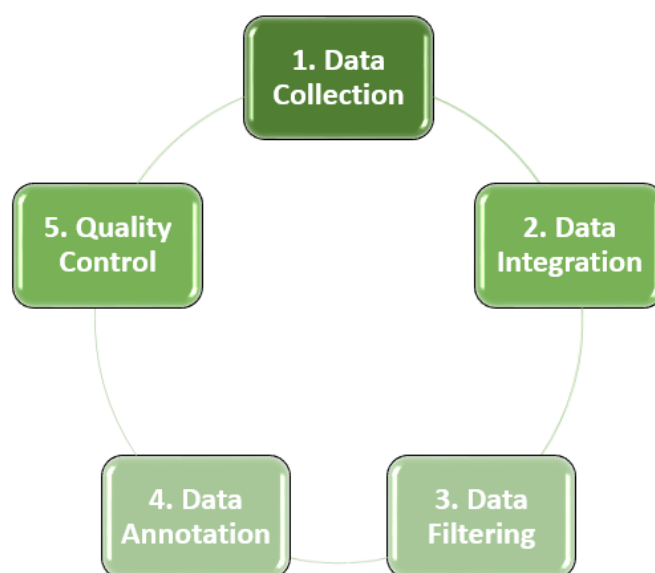 1. Data
Collection
2. Data
Integration
3. Data
Filtering
4. Data
Annotation
5. Quality
Control